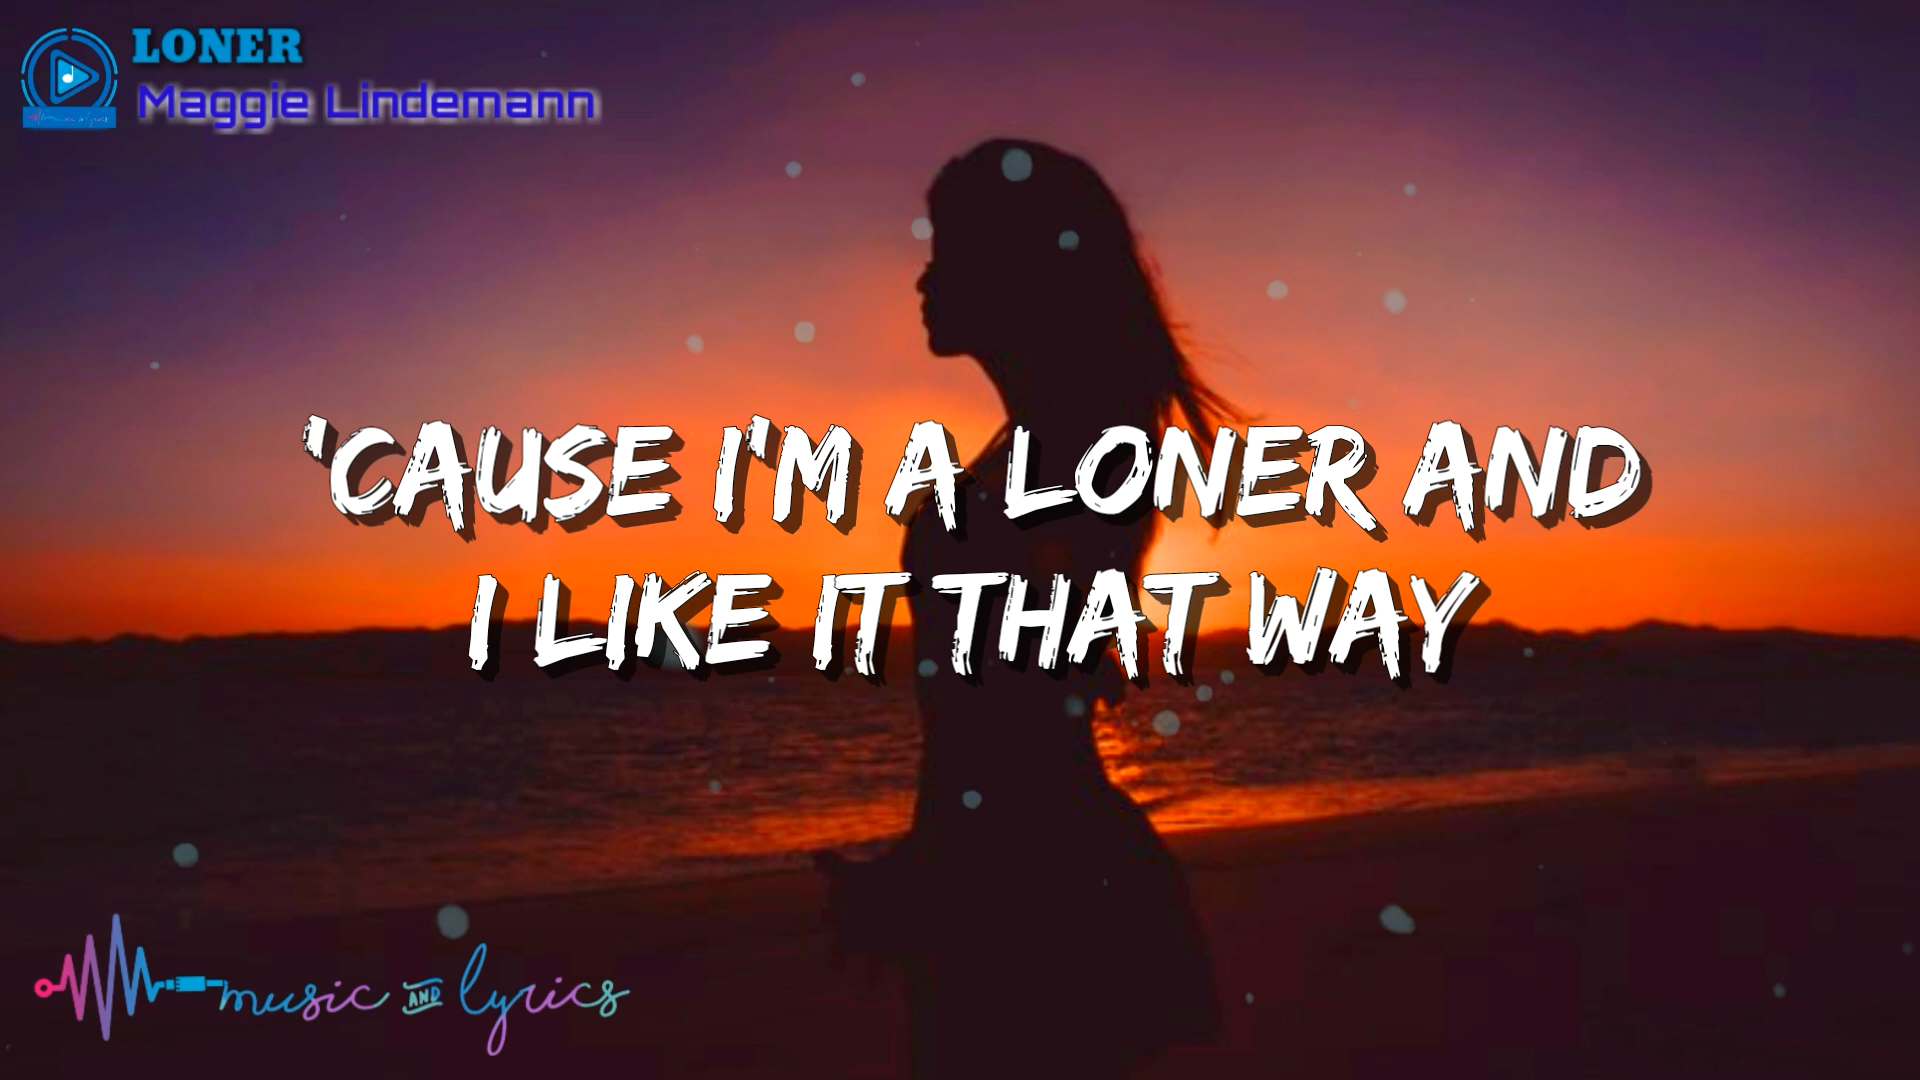 LONER
Maggie Lindemann
'CAUSE I'M A LONER AND
I LIKE IT THAT WAY
music AND lyrics